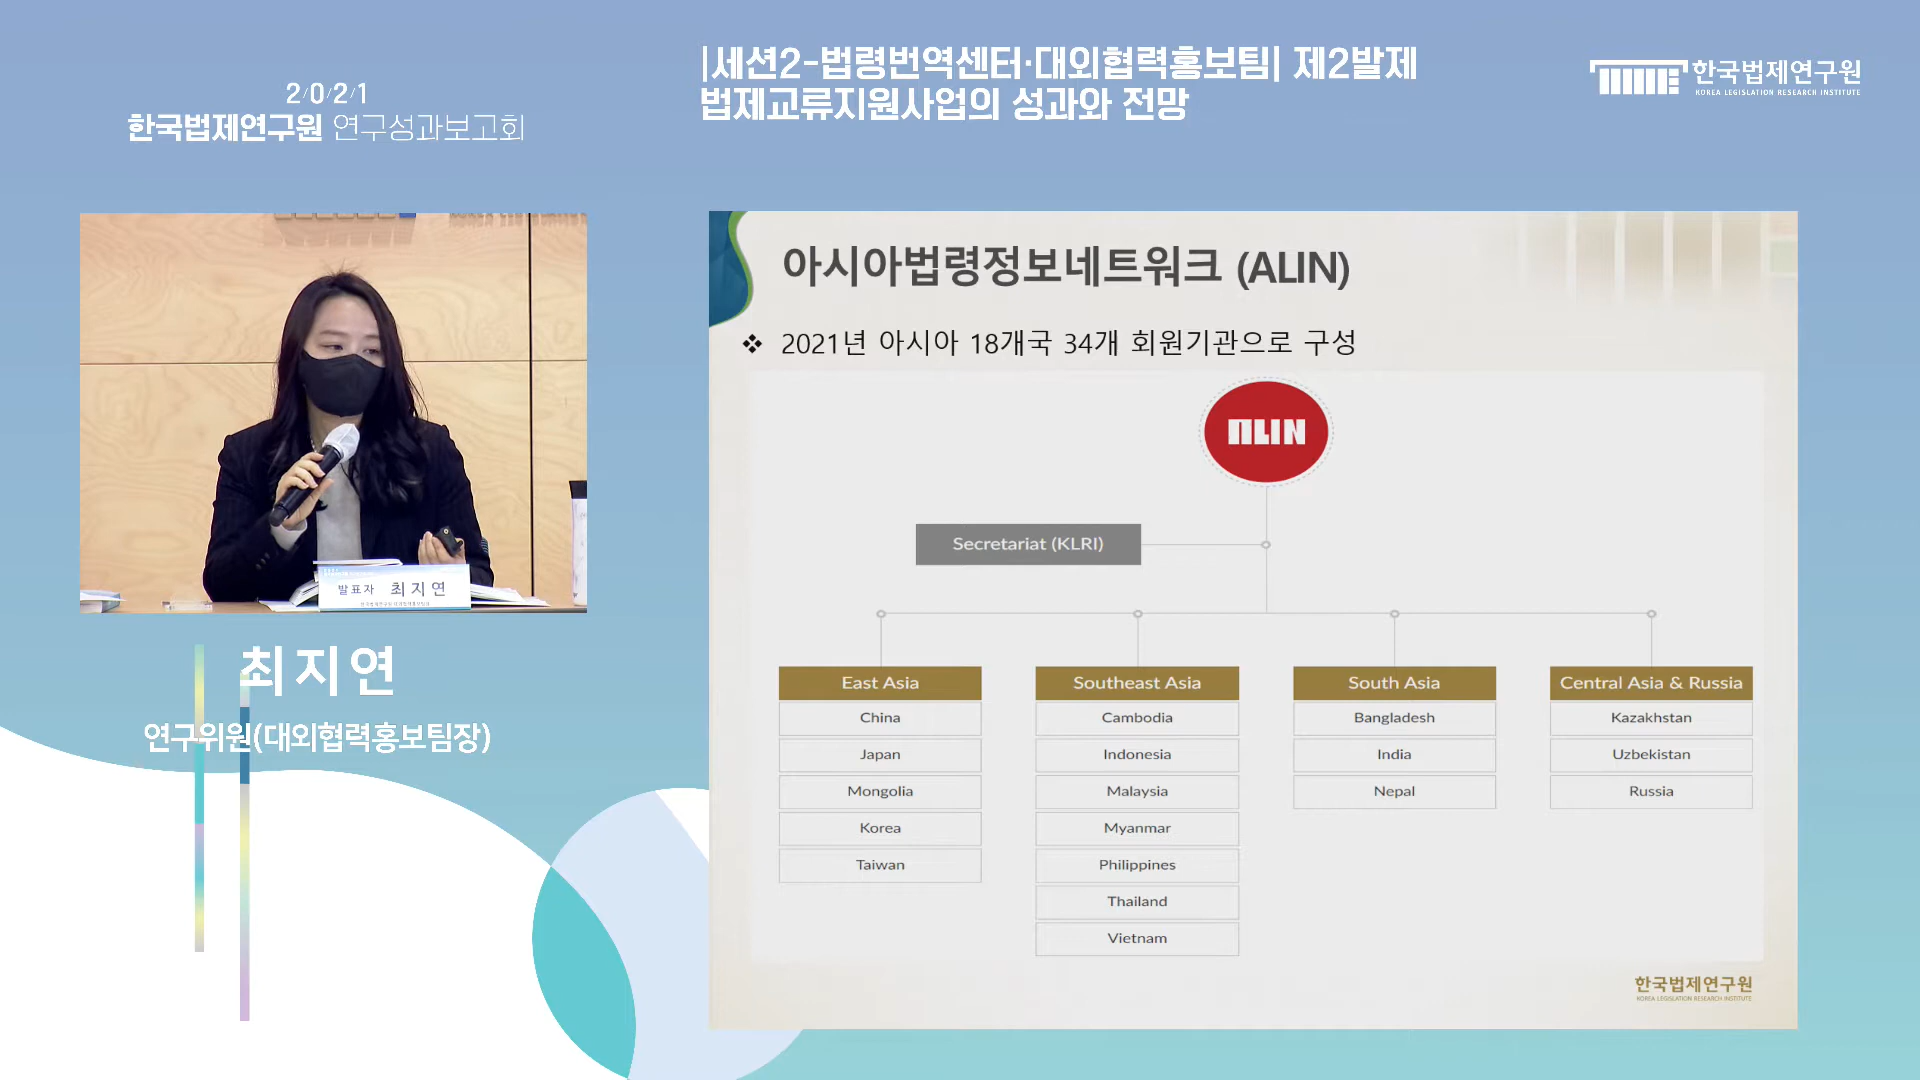 2/0/2/1
한국법제연구원 연구성과보고회
|세션2-법령번역센터·대외협력홍보팀| 제2발제
법제교류지원사업의 성과와 전망
한국법제연구원
KOREA LEGISLATION RESEARCH INSTITUTE
발표자 최지연
최지연
연구위원(대외협력홍보팀장)
아시아법령정보네트워크 (ALIN)
❖ 2021년 아시아 18개국 34개 회원기관으로 구성
ALIN
Secretariat (KLRI)
East Asia
China
Japan
Mongolia
Korea
Taiwan
Southeast Asia
Cambodia
Indonesia
Malaysia
Myanmar
Philippines
Thailand
Vietnam
South Asia
Bangladesh
India
Nepal
Central Asia & Russia
Kazakhstan
Uzbekistan
Russia
한국법제연구원
KOREA LEGISLATION RESEARCH INSTITUTE